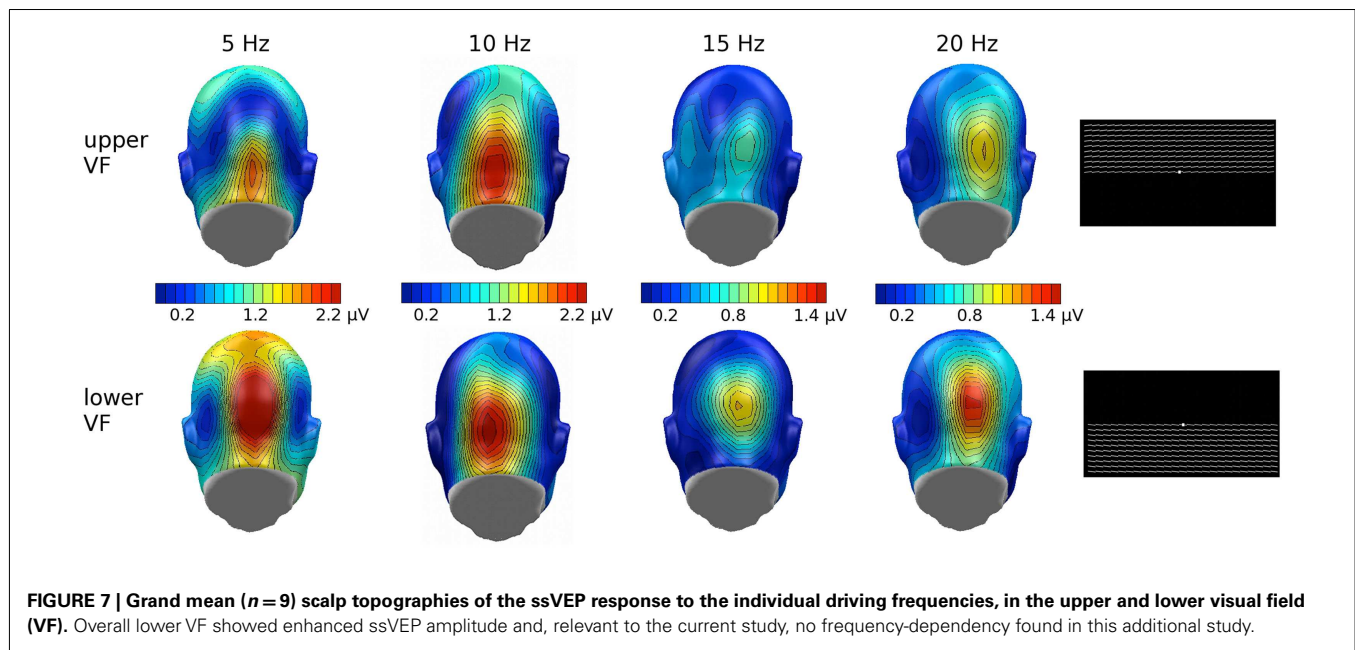 5 Hz 10 Hz 15 Hz 20 Hz
upper
VF
0.2 1.2 2.2 µV 0.2 1.2 2.2 µV 0.2 0.8 1.4 µV 0.2 0.8 1.4 µV
lower
VF
FIGURE 7 | Grand mean (n = 9) scalp topographies of the ssVEP response to the individual driving frequencies, in the upper and lower visual field
(VF). Overall lower VF showed enhanced ssVEP amplitude and, relevant to the current study, no frequency-dependency found in this additional study.